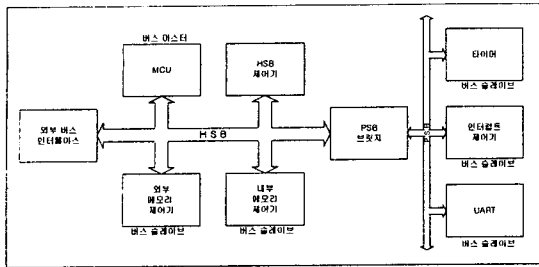 버스 마스터
MCU
HSB
제어기
외부 버스
인터페이스
HSB
PSB
브릿지
외부
메모리
제어기
버스 슬레이브
내부
메모리
제어기
버스 슬레이브
PSB
타이머
버스 슬레이브
인터럽트
제어기
버스 슬레이브
UART
버스 슬레이브